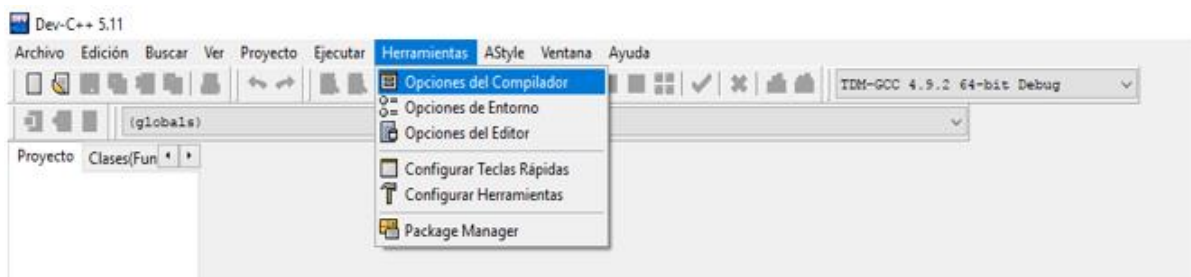 Dev-C++ 5.11
Archivo Edición Buscar Ver Proyecto Ejecutar Herramientas AStyle Ventana Ayuda
TDM-GCC 4.9.2 64-bit Debug
Opciones del Compilador
Opciones de Entorno
(globals)
Opciones del Editor
Proyecto Clases(Fun
Configurar Teclas Rápidas
Configurar Herramientas
Package Manager